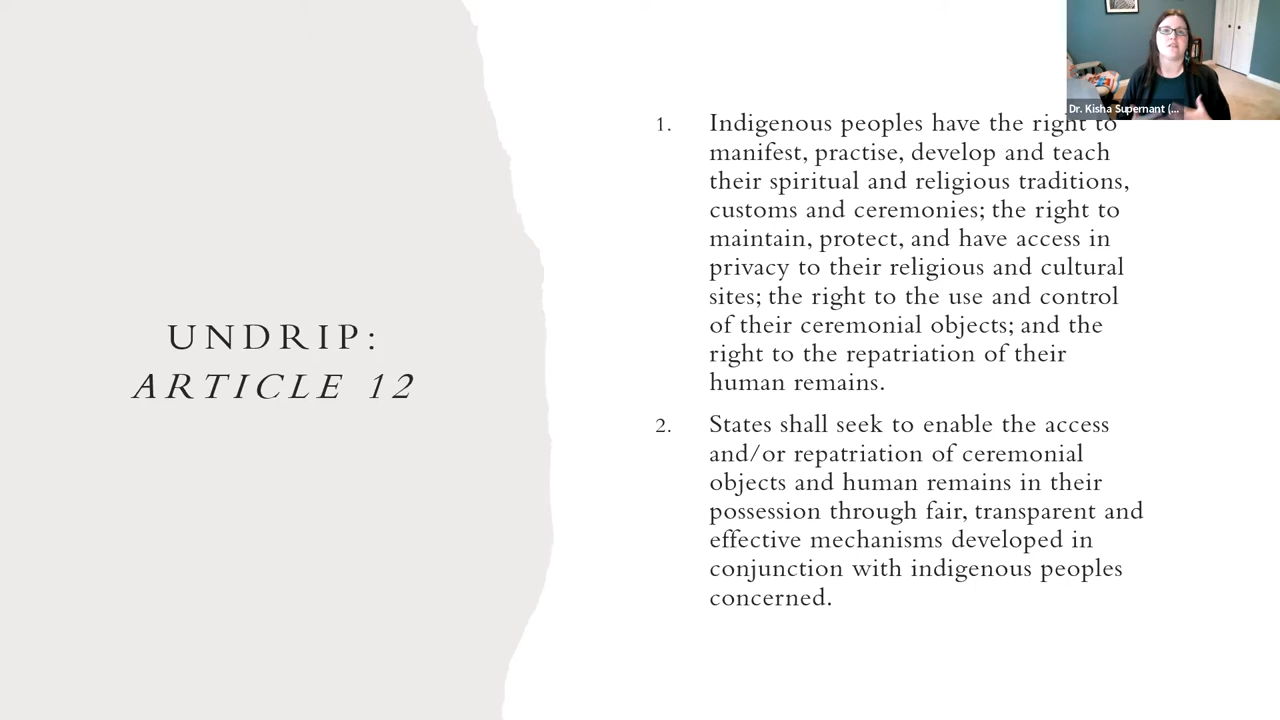 UNDRIP:
ARTICLE 12
Dr. Kisha Supernant (...
1. Indigenous peoples have the right to
manifest, practise, develop and teach
their spiritual and religious traditions,
customs and ceremonies; the right to
maintain, protect, and have access in
privacy to their religious and cultural
sites; the right to the use and control
of their ceremonial objects; and the
right to the repatriation of their
human remains.
2. States shall seek to enable the access
and/or repatriation of ceremonial
objects and human remains in their
possession through fair, transparent and
effective mechanisms developed in
conjunction with indigenous peoples
concerned.